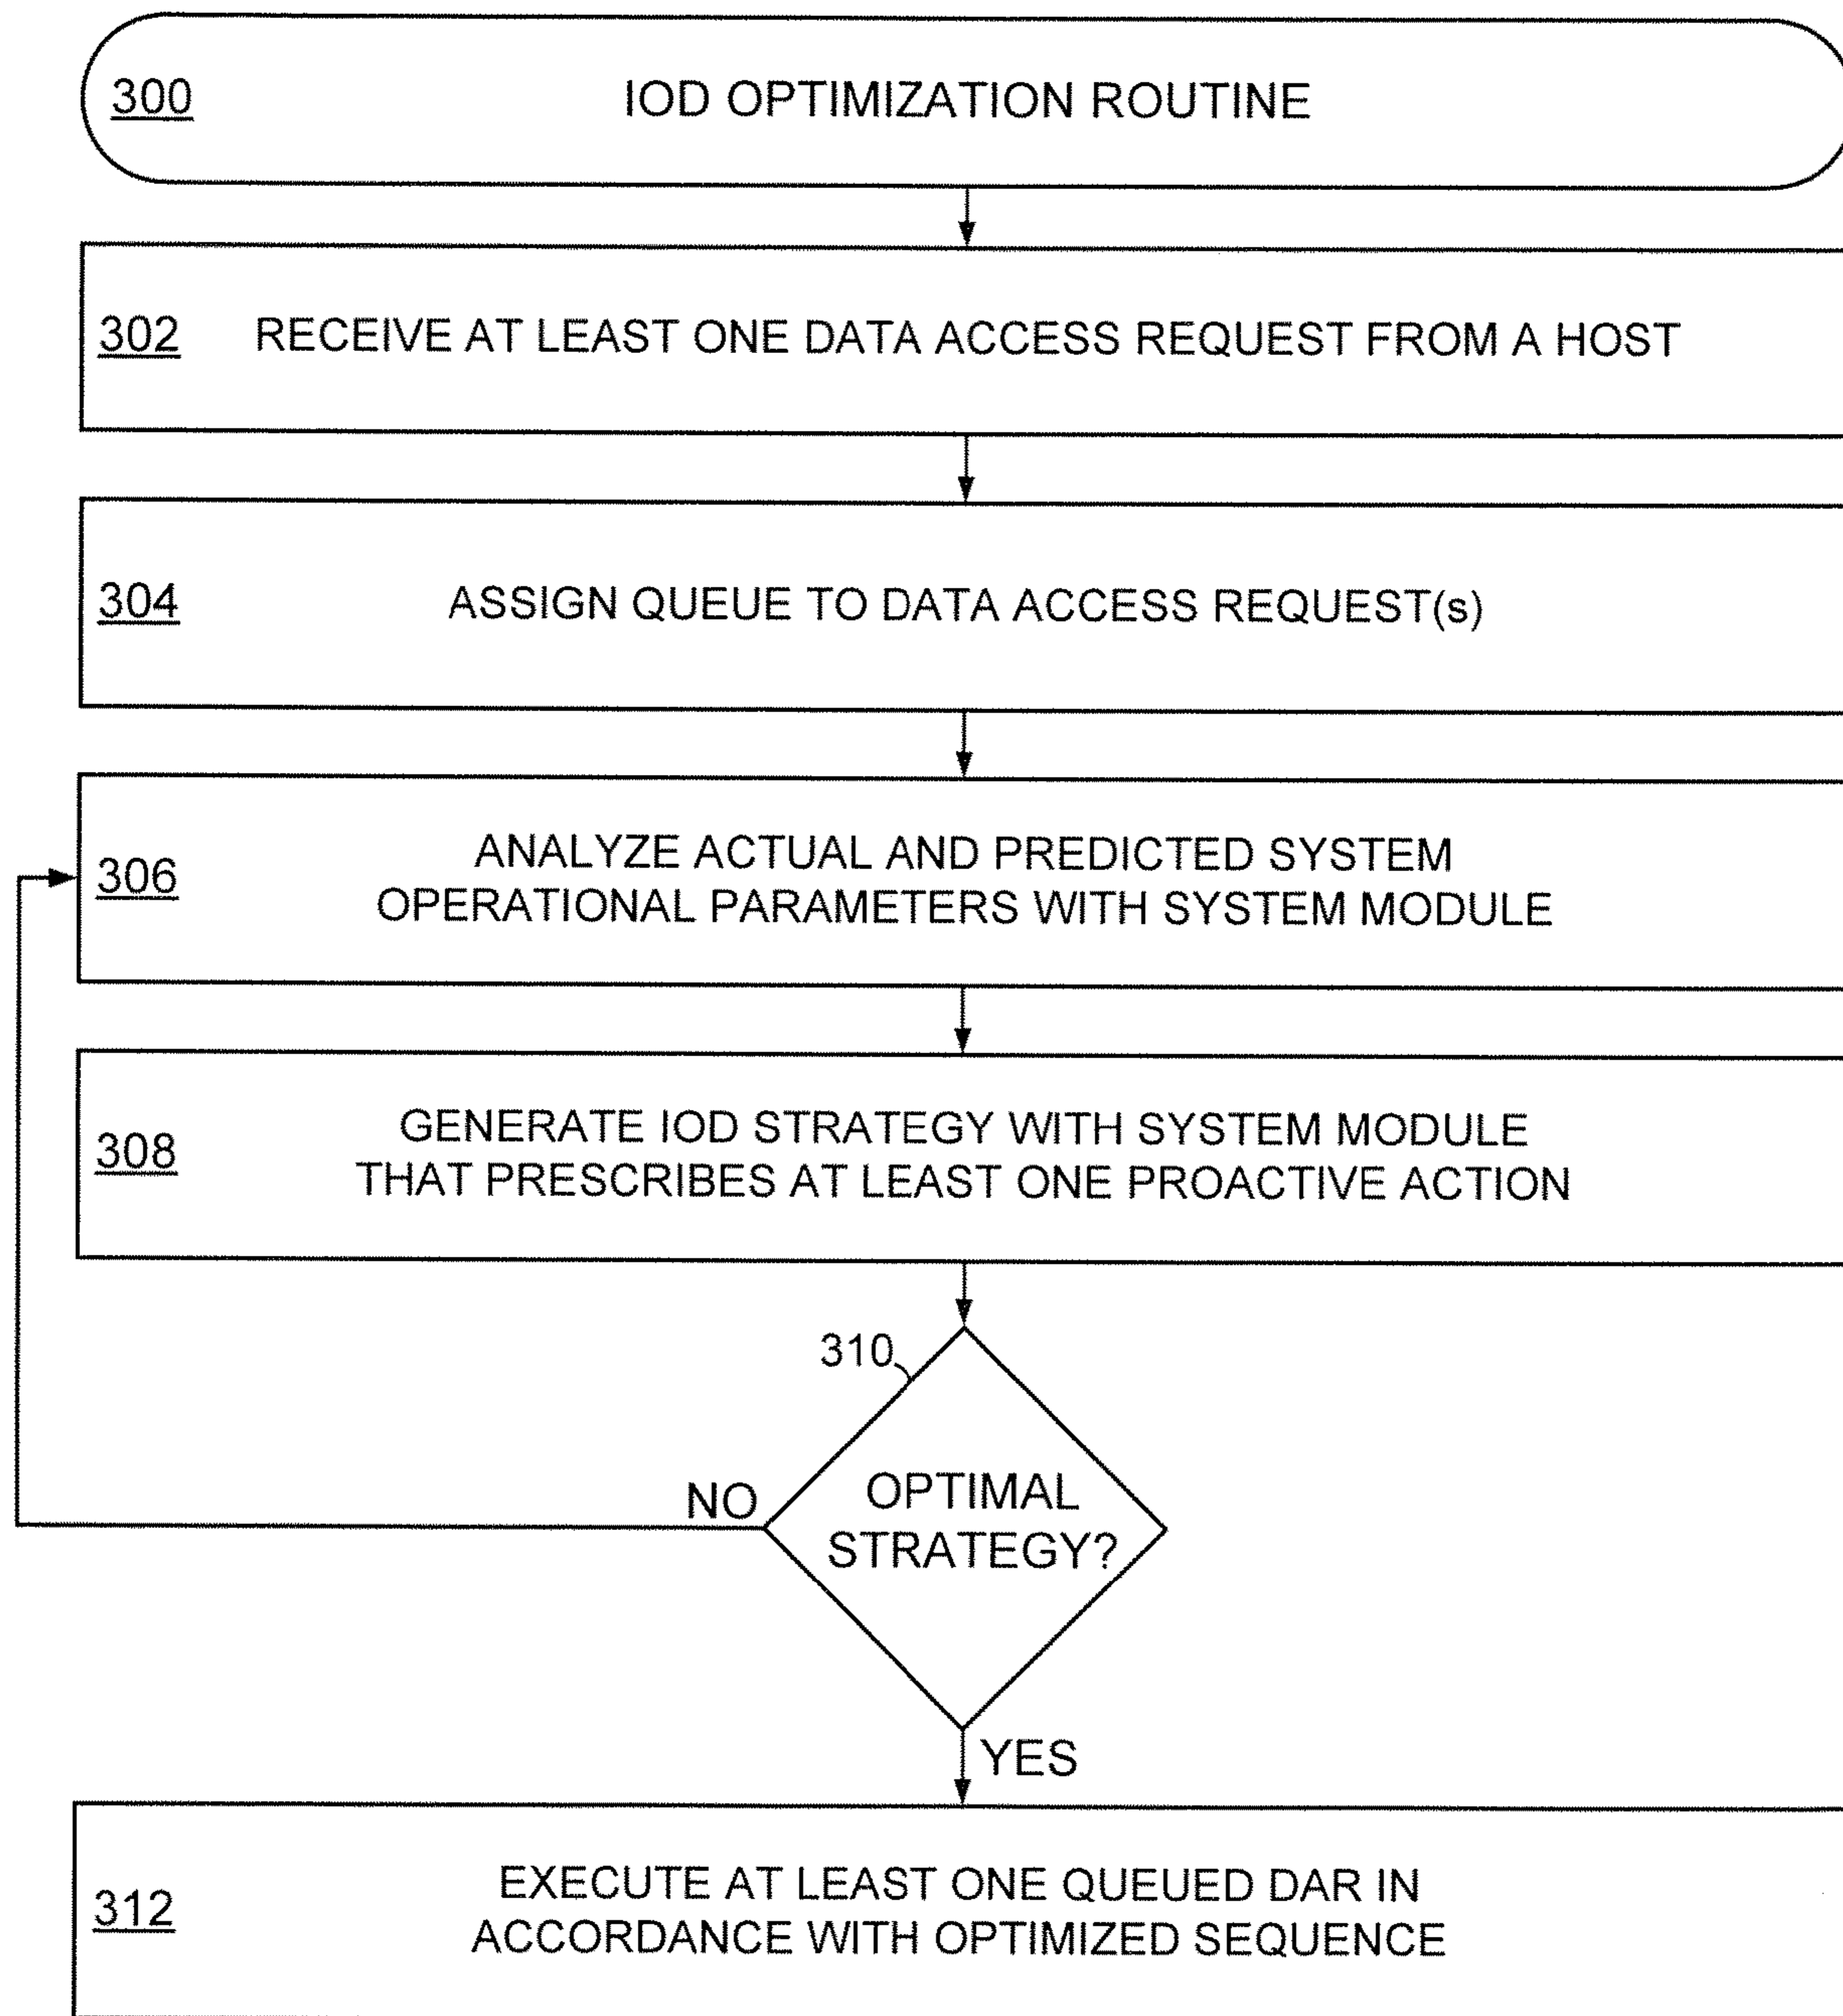 300 IOD OPTIMIZATION ROUTINE
302 RECEIVE AT LEAST ONE DATA ACCESS REQUEST FROM A HOST
304 ASSIGN QUEUE TO DATA ACCESS REQUEST(s)
306
ANALYZE ACTUAL AND PREDICTED SYSTEM
OPERATIONAL PARAMETERS WITH SYSTEM MODULE
308
GENERATE IOD STRATEGY WITH SYSTEM MODULE
THAT PRESCRIBES AT LEAST ONE PROACTIVE ACTION
310
OPTIMAL
STRATEGY?
NO
YES
312
EXECUTE AT LEAST ONE QUEUED DAR IN
ACCORDANCE WITH OPTIMIZED SEQUENCE